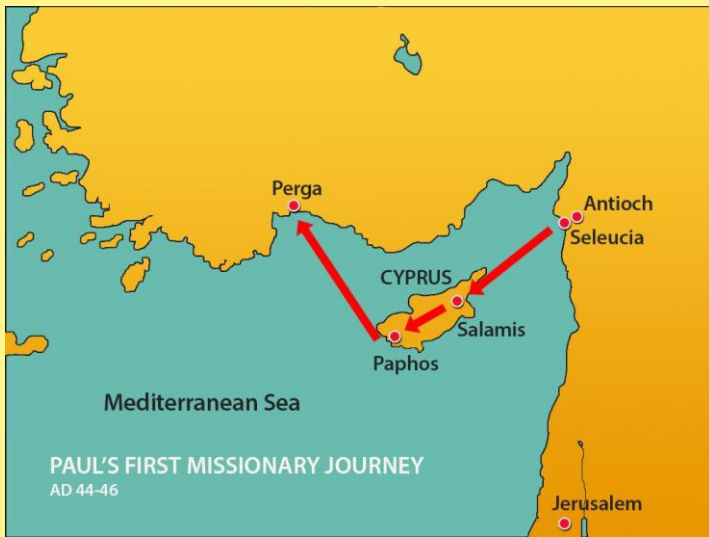 Perga
Antioch
Seleucia
CYPRUS
Salamis
Paphos
Mediterranean Sea
PAUL'S FIRST MISSIONARY JOURNEY
AD 44-46
Jerusalem